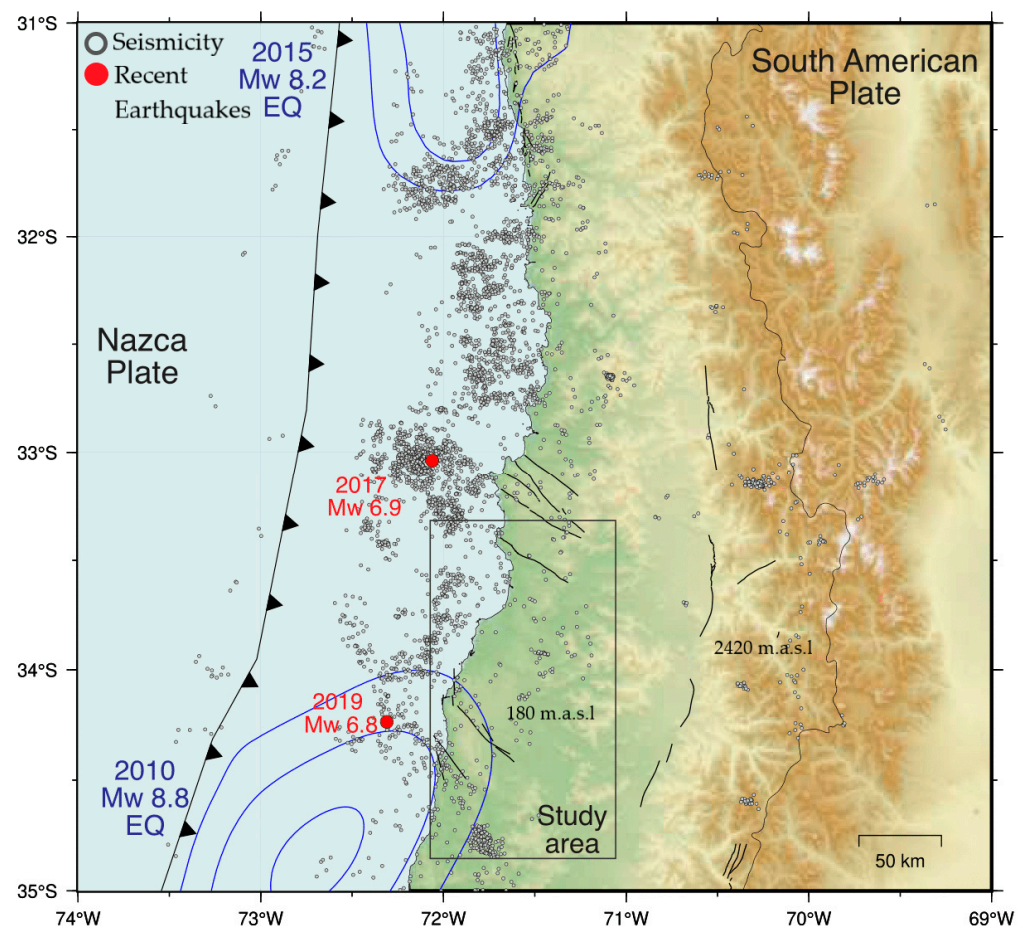 31°S
32°S
33°S
34°S
35°S
Seismicity
Recent
Earthquakes
2015
Mw 8.2
EQ
South American
Plate
Nazca
Plate
2017
Mw 6.9
2420 m.a.s.l
2019
Mw 6.8
180 m.a.s.l
2010
Mw 8.8
EQ
Study
area
50 km
74°W
73°W
72°W
71°W
70°W
69°W